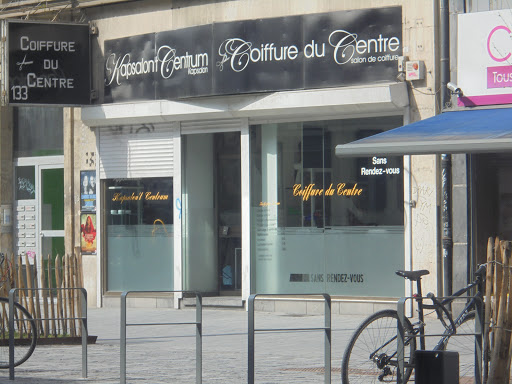 COIFFURE
DU
CENTRE
133
Kapsalon't Centrum
Kapsalon
Coiffure du Centre
salon de coiffure
Tous
Sans
Rendez-vous
Kapsalon't Centrum
Coiffure du Centre
SANS RENDEZ-VOUS